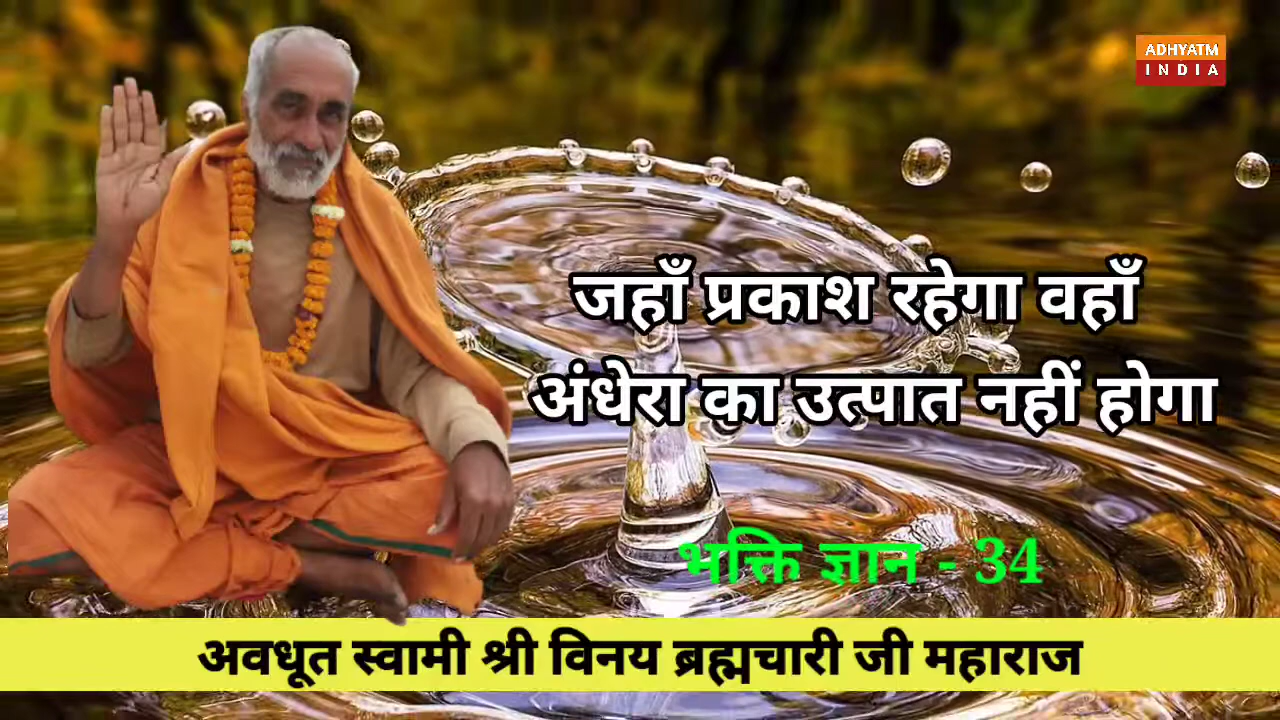 ADHYATM
INDIA
जहाँ प्रकाश रहेगा वहाँ
अंधेरा का उत्पात नहीं होगा
भक्ति ज्ञान - 34
अवधूत स्वामी श्री विनय ब्रह्मचारी जी महाराज